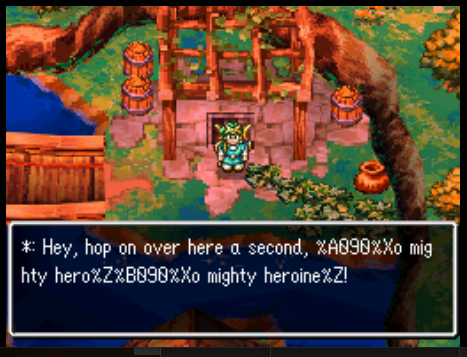 *: Hey, hop on over here a second, %A090%Xo mig
hty hero%Z%B090%Xo mighty heroine%Z!